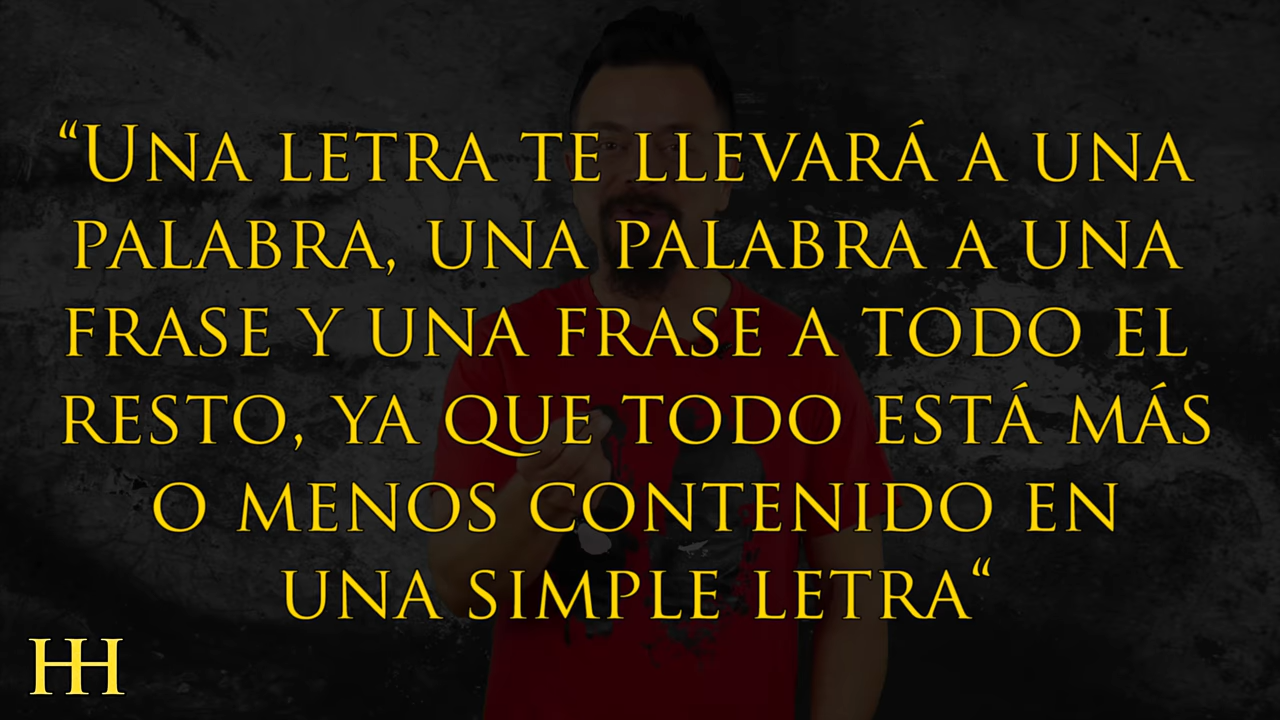 “Una letra te llevará a una
palabra, una palabra a una
frase y una frase a todo el
resto, ya que todo está más
o menos contenido en
una simple letra“
HH